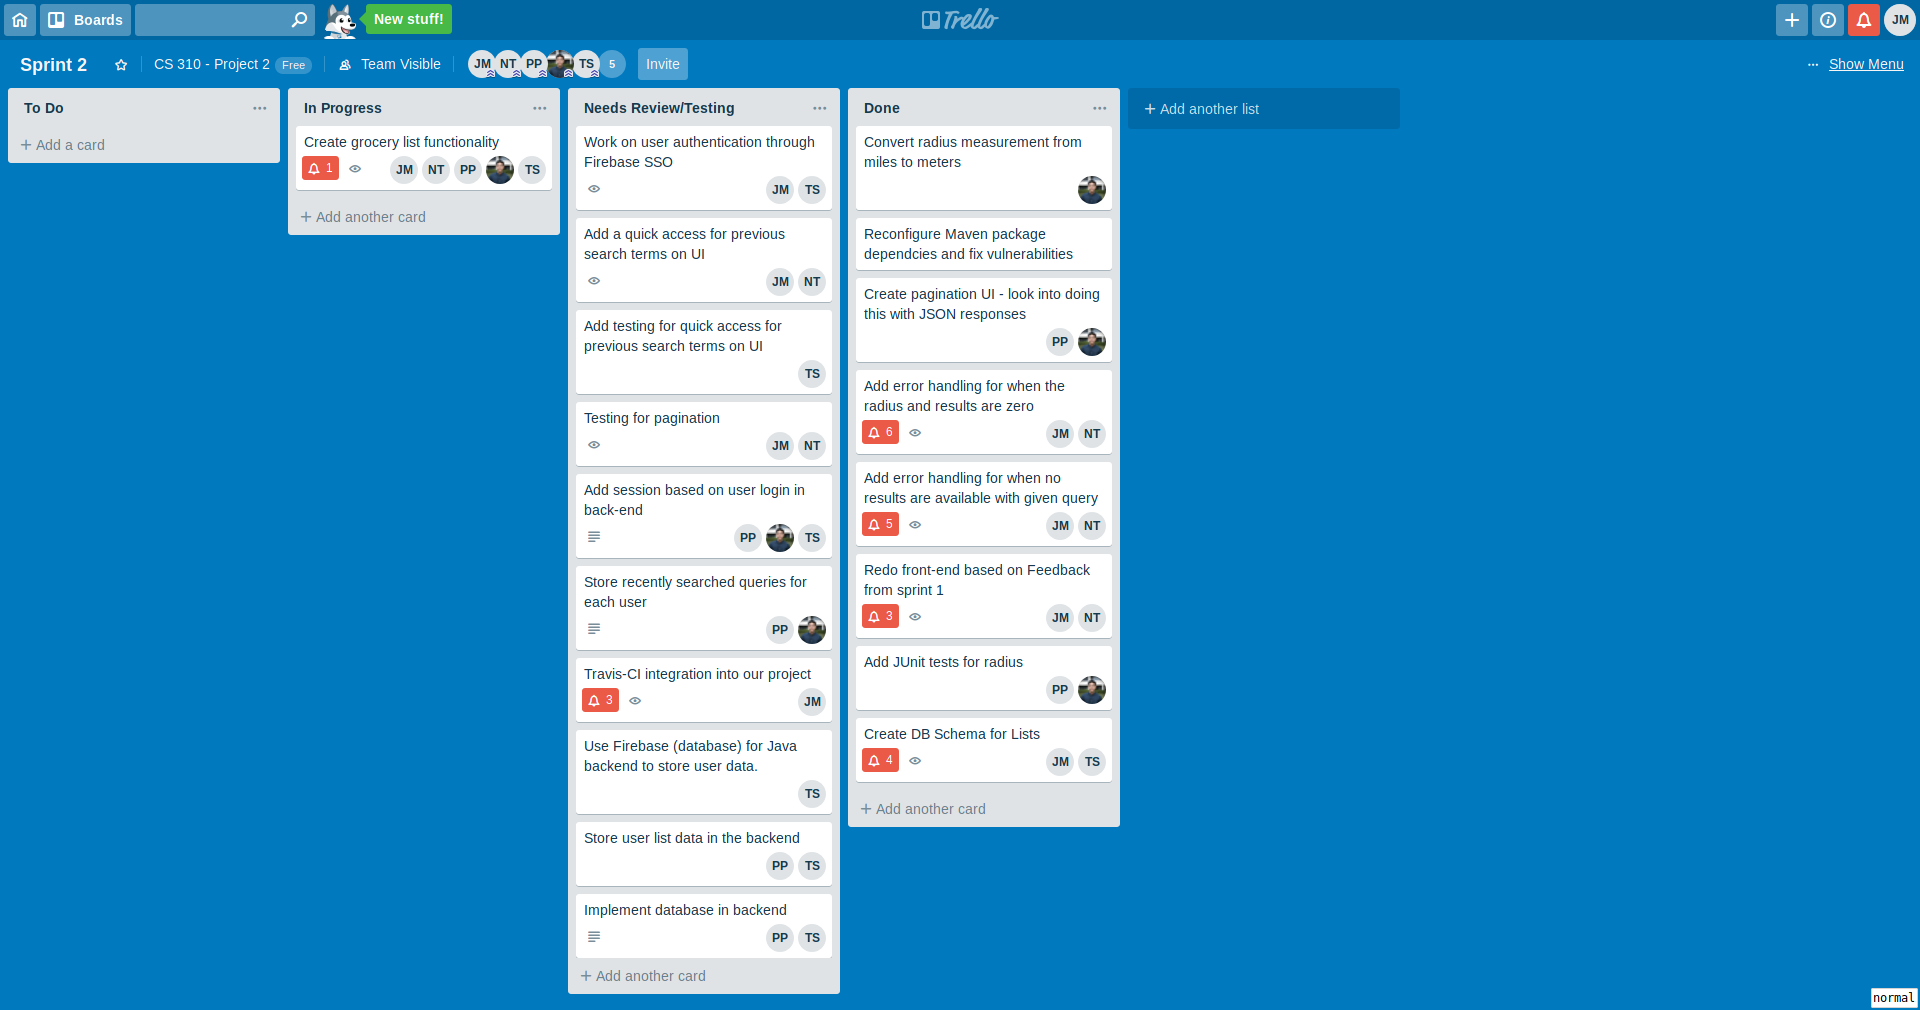 Boards
New stuff!
Trello
JM
Sprint 2
CS 310 - Project 2 Free
Team Visible
JM NT PP TS 5
Invite
Show Menu
To Do
Add a card
In Progress
Create grocery list functionality
1 JM NT PP TS
Add another card
Needs Review/Testing
Work on user authentication through
Firebase SSO
JM TS
Add a quick access for previous
search terms on UI
JM NT
Add testing for quick access for
previous search terms on UI
TS
Testing for pagination
JM NT
Add session based on user login in
back-end
PP TS
Store recently searched queries for
each user
PP
Travis-CI integration into our project
3 JM
Use Firebase (database) for Java
backend to store user data.
TS
Store user list data in the backend
PP TS
Implement database in backend
PP TS
Add another card
Done
Convert radius measurement from
miles to meters
Reconfigure Maven package
dependcies and fix vulnerabilities
Create pagination UI - look into doing
this with JSON responses
PP
Add error handling for when the
radius and results are zero
6 JM NT
Add error handling for when no
results are available with given query
5 JM NT
Redo front-end based on Feedback
from sprint 1
3 JM NT
Add JUnit tests for radius
PP
Create DB Schema for Lists
4 JM TS
Add another card
Add another list
normal